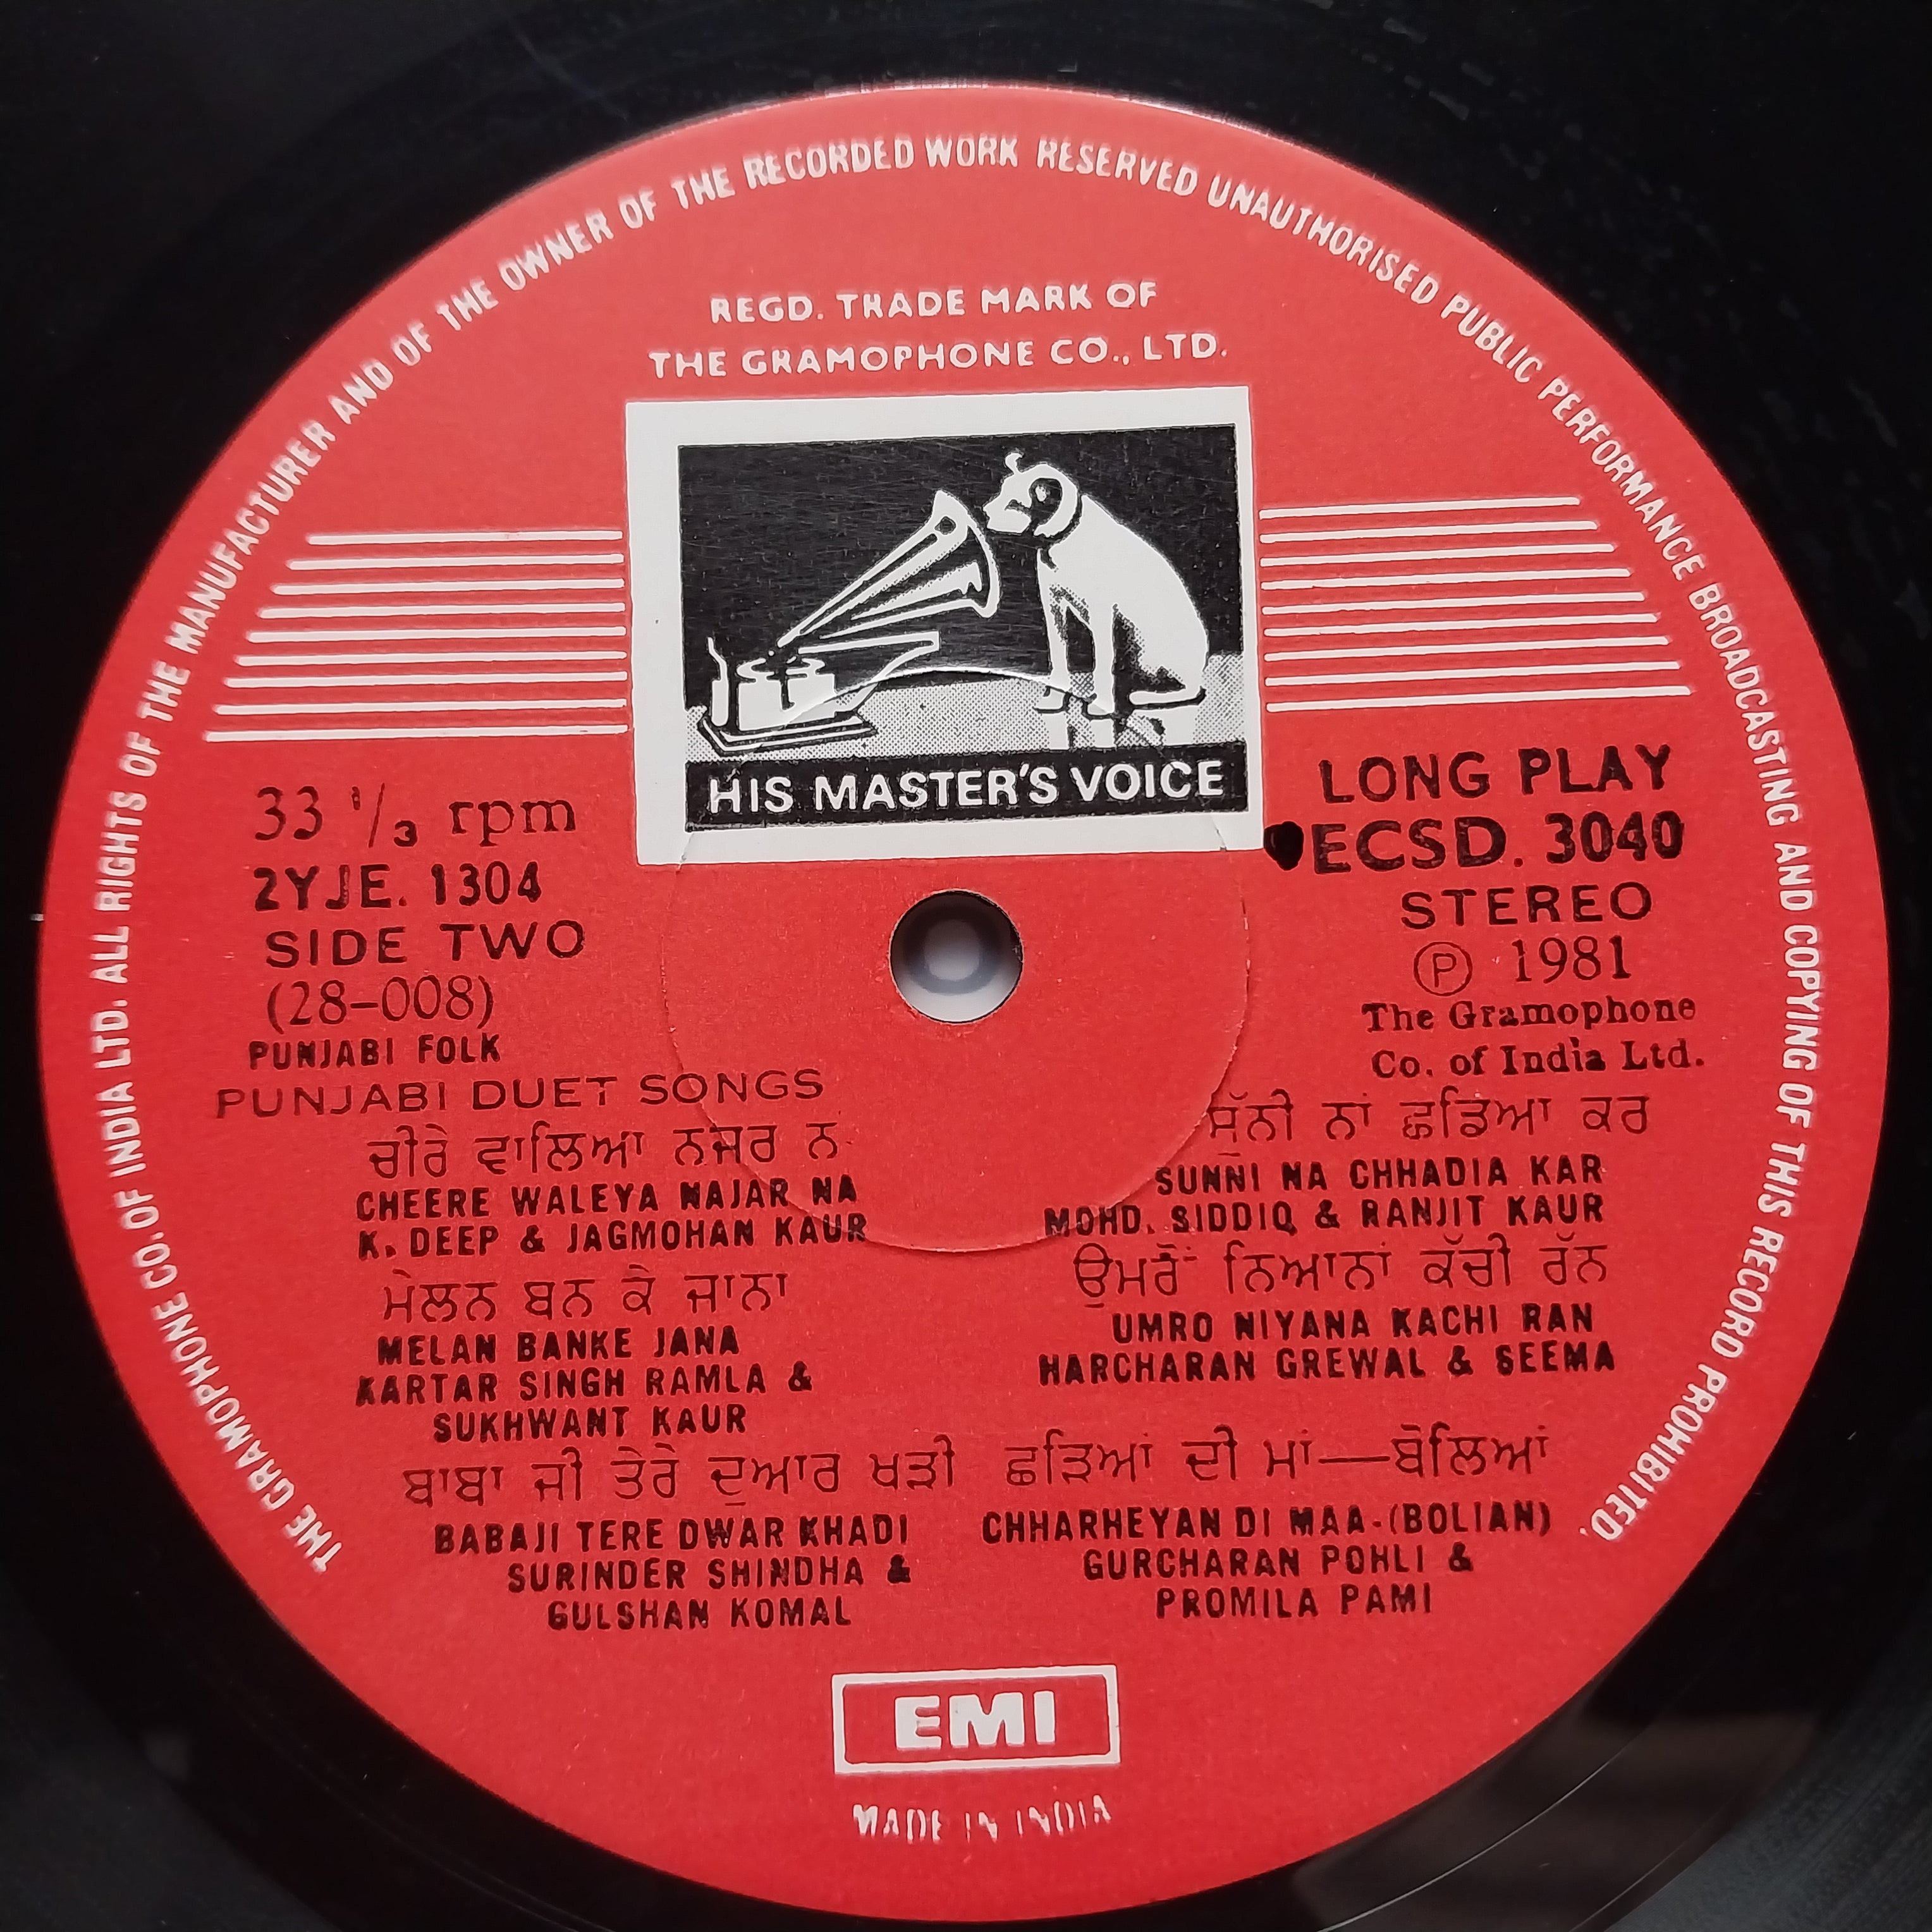 THE GRAMOPHONE CO. OF INDIA LTD. ALL RIGHTS OF THE MANUFACTURER AND OF THE OWNER OF THE RECORDED WORK RESERVED UNAUTHORISED PUBLIC PERFORMANCE BROADCASTING AND COPYING OF THIS RECORD PROHIBITED.
REGD. TRADE MARK OF
THE GRAMOPHONE CO., LTD.
HIS MASTER'S VOICE
33 1/3 rpm
2YJE. 1304
SIDE TWO
(28-008)
PUNJABI FOLK
PUNJABI DUET SONGS
LONG PLAY
ECSD. 3040
STEREO
Ⓟ 1981
The Gramophone
Co. of India Ltd.
ਚੀਰੇ ਵਾਲਿਆ ਨਜਰ ਨ
CHEERE WALEYA NAJAR NA
K. DEEP & JAGMOHAN KAUR
ਮੇਲਨ ਬਨ ਕੇ ਜਾਨਾ
MELAN BANKE JANA
KARTAR SINGH RAMLA &
SUKHWANT KAUR
ਬਾਬਾ ਜੀ ਤੇਰੇ ਦੁਆਰ ਖੜੀ
BABAJI TERE DWAR KHADI
SURINDER SHINDHA &
GULSHAN KOMAL
ਸੁੱਨੀ ਨਾਂ ਛਡਿਆ ਕਰ
SUNNI NA CHHADIA KAR
MOHD. SIDDIQ & RANJIT KAUR
ਉਮਰੋਂ ਨਿਆਨਾਂ ਕੱਚੀ ਰੱਨ
UMRO NIYANA KACHI RAN
HARCHARAN GREWAL & SEEMA
ਛੜਿਆਂ ਦੀ ਮਾਂ—ਬੋਲਿਆਂ
CHHARHEYAN DI MAA-(BOLIAN)
GURCHARAN POHLI &
PROMILA PAMI
EMI
MADE IN INDIA